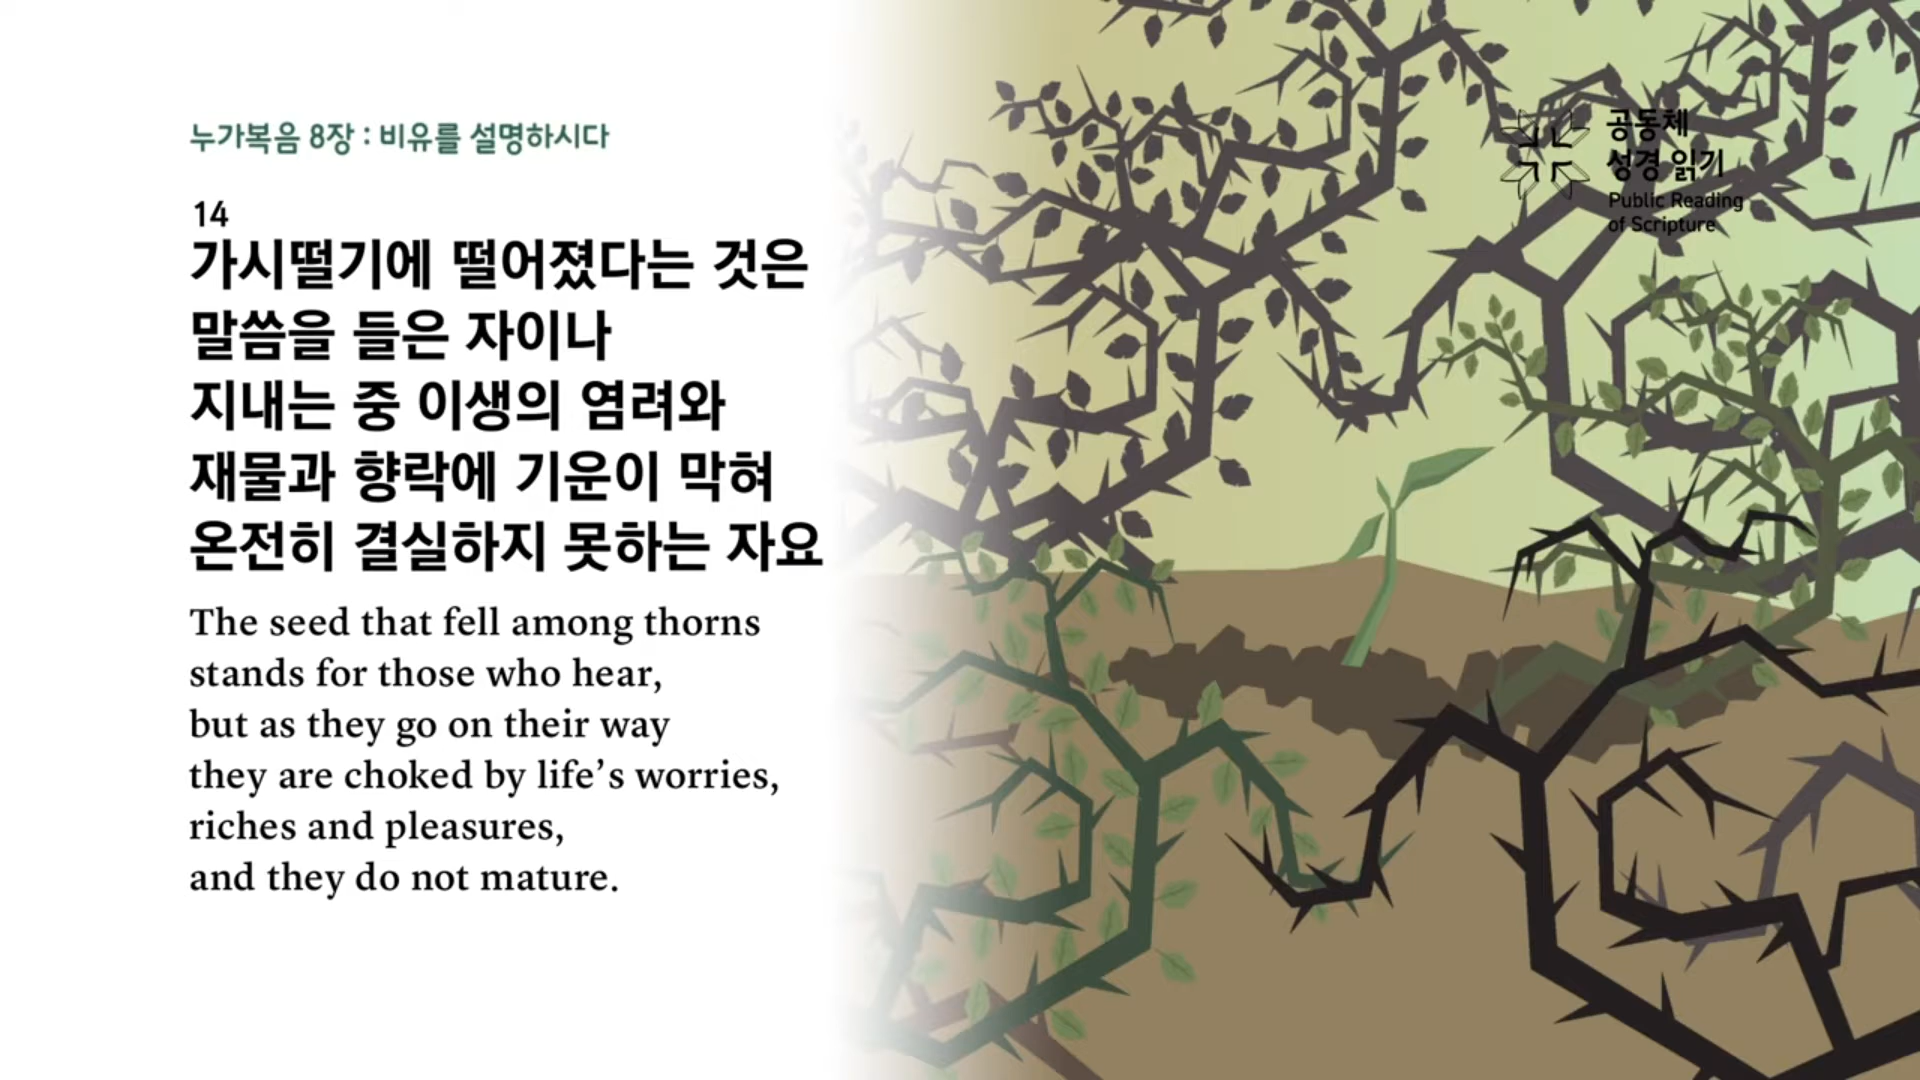 누가복음 8장 : 비유를 설명하시다
14
가시떨기에 떨어졌다는 것은
말씀을 들은 자이나
지내는 중 이생의 염려와
재물과 향락에 기운이 막혀
온전히 결실하지 못하는 자요
The seed that fell among thorns
stands for those who hear,
but as they go on their way
they are choked by life’s worries,
riches and pleasures,
and they do not mature.
공동체
성경 읽기
Public Reading
of Scripture